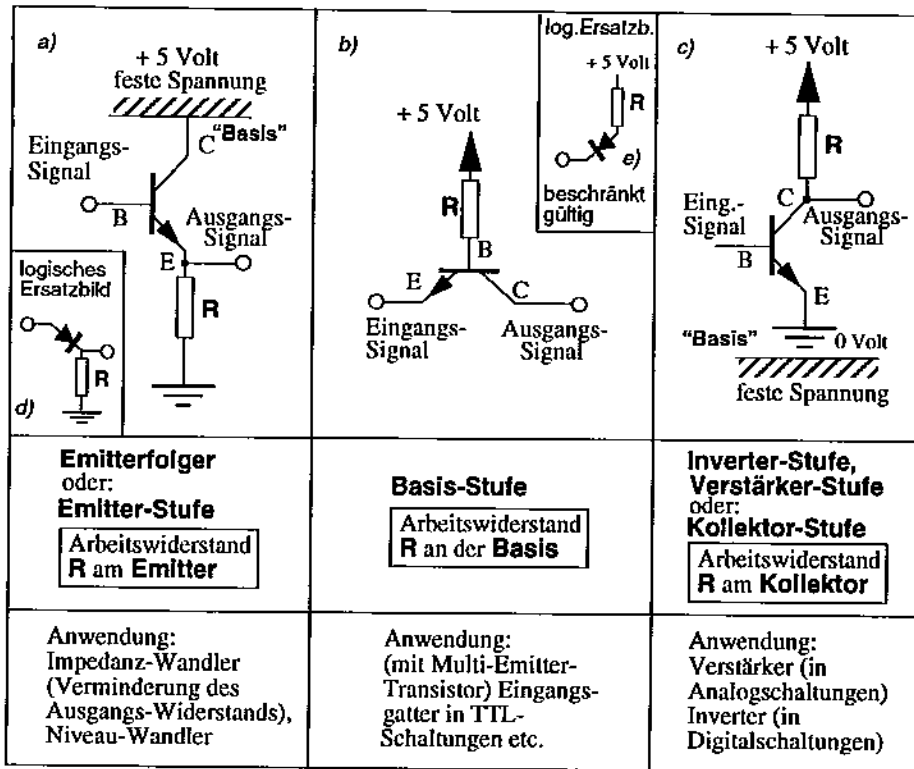 a)
+ 5 Volt
feste Spannung
C "Basis"
Eingangs-
Signal
B
Ausgangs-
Signal
E
R
logisches
Ersatzbild
R
d)
b)
+ 5 Volt
R
B
E
C
Eingangs-
Signal
Ausgangs-
Signal
log.Ersatzb.
+ 5 Volt
R
e)
beschränkt
gültig
c)
+ 5 Volt
R
C
Eing.-
Signal
Ausgangs-
Signal
B
E
"Basis"
0 Volt
feste Spannung
Emitterfolger
oder:
Emitter-Stufe
Arbeitswiderstand
R am Emitter
Basis-Stufe
Arbeitswiderstand
R an der Basis
Inverter-Stufe,
Verstärker-Stufe
oder:
Kollektor-Stufe
Arbeitswiderstand
R am Kollektor
Anwendung:
Impedanz-Wandler
(Verminderung des
Ausgangs-Widerstands),
Niveau-Wandler
Anwendung:
(mit Multi-Emitter-
Transistor) Eingangs-
gatter in TTL-
Schaltungen etc.
Anwendung:
Verstärker (in
Analogschaltungen)
Inverter (in
Digitalschaltungen)